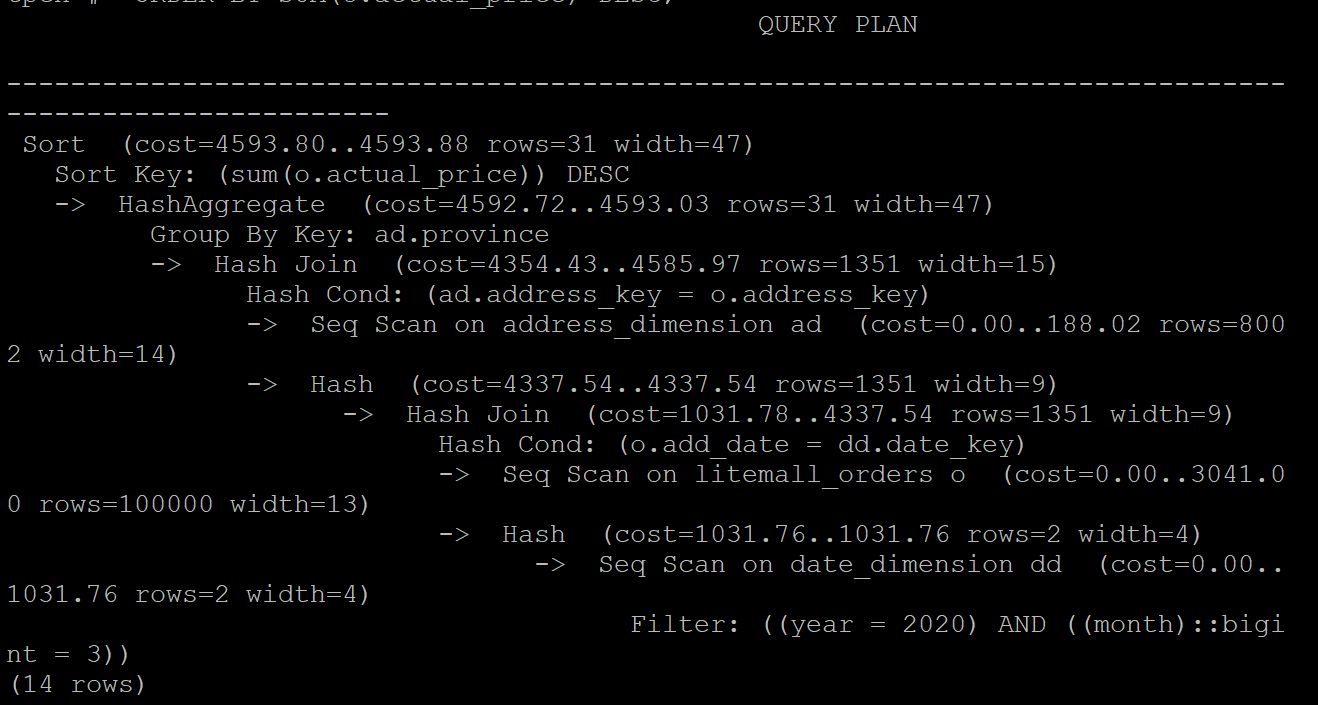 ORDER BY SUM(o.actual_price) DESC;
QUERY PLAN
--------------------------------------------------------------------------------
------------------------
Sort  (cost=4593.80..4593.88 rows=31 width=47)
Sort Key: (sum(o.actual_price)) DESC
->  HashAggregate  (cost=4592.72..4593.03 rows=31 width=47)
Group By Key: ad.province
->  Hash Join  (cost=4354.43..4585.97 rows=1351 width=15)
Hash Cond: (ad.address_key = o.address_key)
->  Seq Scan on address_dimension ad  (cost=0.00..188.02 rows=800
2 width=14)
->  Hash  (cost=4337.54..4337.54 rows=1351 width=9)
->  Hash Join  (cost=1031.78..4337.54 rows=1351 width=9)
Hash Cond: (o.add_date = dd.date_key)
->  Seq Scan on litemall_orders o  (cost=0.00..3041.0
0 rows=100000 width=13)
->  Hash  (cost=1031.76..1031.76 rows=2 width=4)
->  Seq Scan on date_dimension dd  (cost=0.00..
1031.76 rows=2 width=4)
Filter: ((year = 2020) AND ((month)::bigi
nt = 3))
(14 rows)